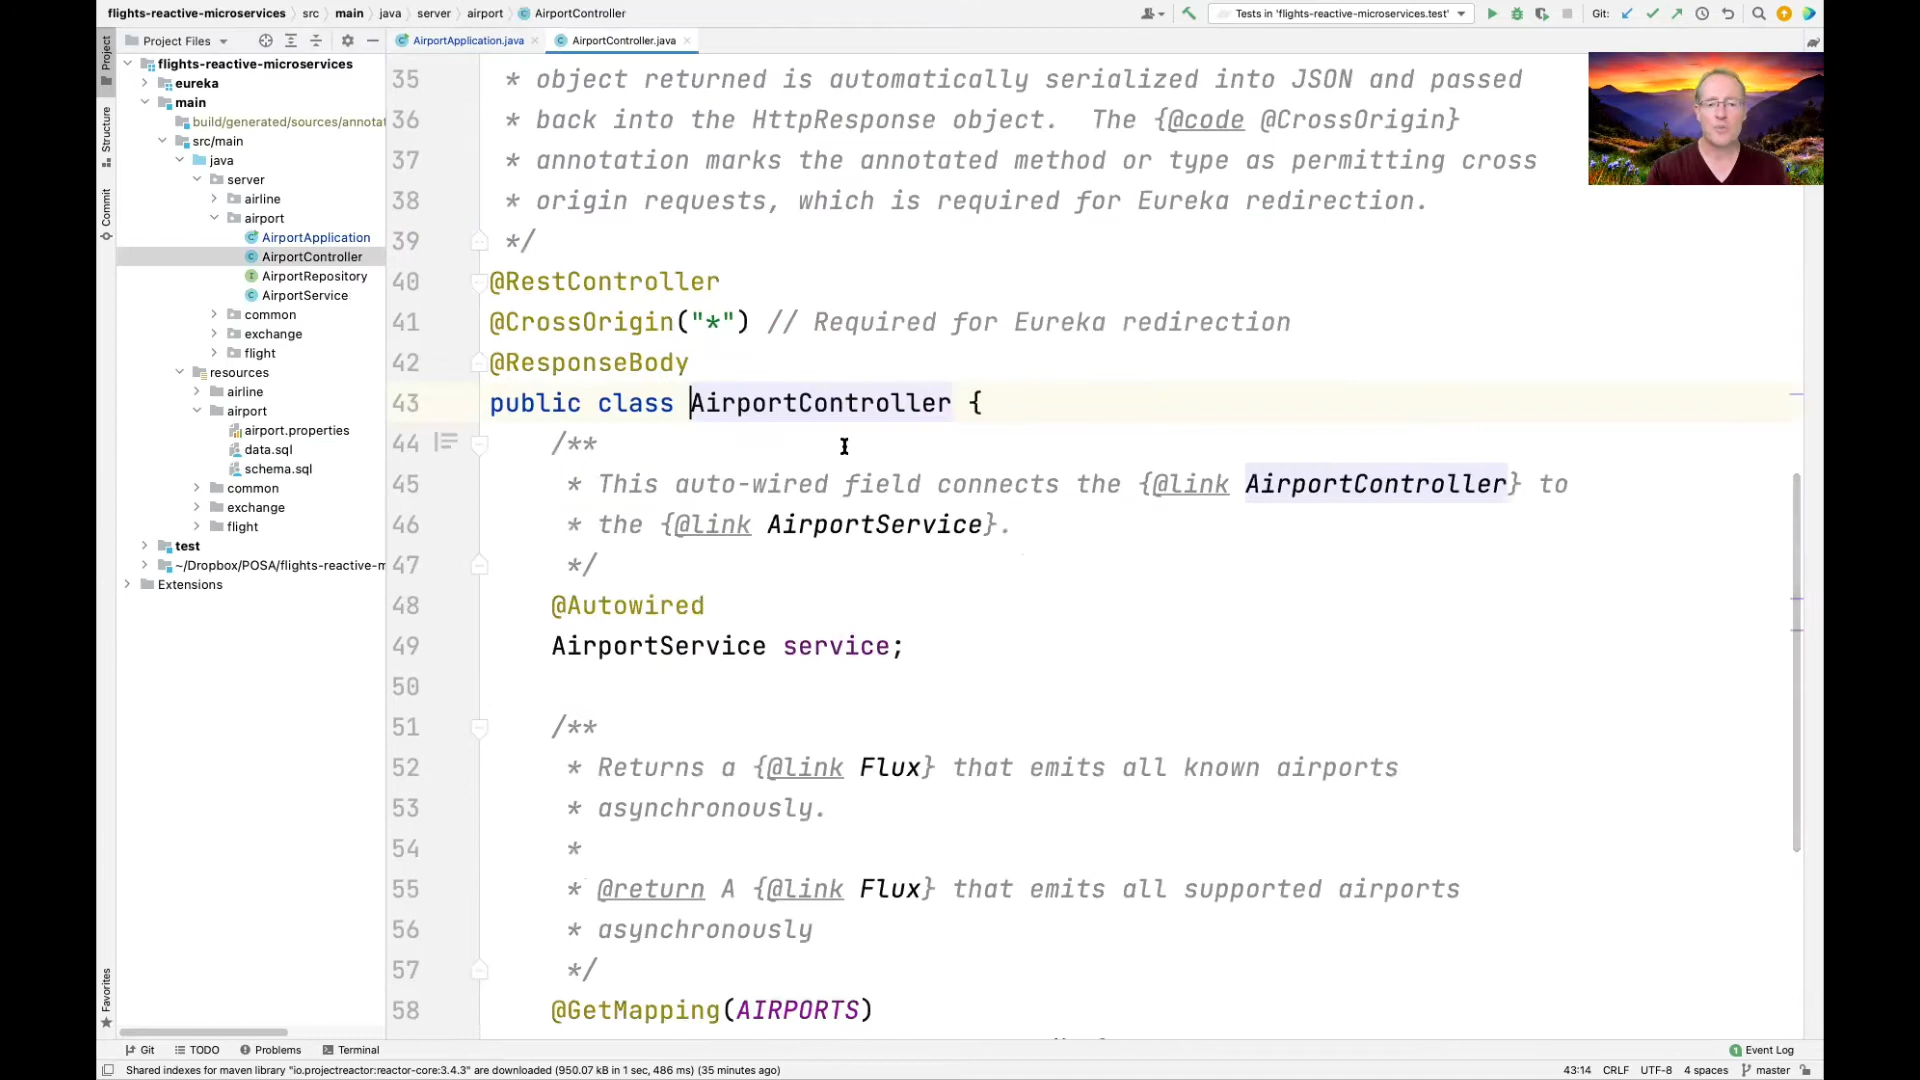 flights-reactive-microservices src main java server airport AirportController
Tests in 'flights-reactive-microservices.test'
Git:
Project Files
AirportApplication.java
AirportController.java
Project
Structure
Commit
Favorites
flights-reactive-microservices
eureka
main
build/generated/sources/annotat
src/main
java
server
airline
airport
AirportApplication
AirportController
AirportRepository
AirportService
common
exchange
flight
resources
airline
airport
airport.properties
data.sql
schema.sql
common
exchange
flight
test
~/Dropbox/POSA/flights-reactive-m
Extensions
35 * object returned is automatically serialized into JSON and passed
36 * back into the HttpResponse object.  The {@code @CrossOrigin}
37 * annotation marks the annotated method or type as permitting cross
38 * origin requests, which is required for Eureka redirection.
39 */
40 @RestController
41 @CrossOrigin("*") // Required for Eureka redirection
42 @ResponseBody
43 public class AirportController {
44 /**
45 * This auto-wired field connects the {@link AirportController} to
46 * the {@link AirportService}.
47 */
48 @Autowired
49 AirportService service;
50
51 /**
52 * Returns a {@link Flux} that emits all known airports
53 * asynchronously.
54 *
55 * @return A {@link Flux} that emits all supported airports
56 * asynchronously
57 */
58 @GetMapping(AIRPORTS)
Git TODO Problems Terminal
1 Event Log
Shared indexes for maven library "io.projectreactor:reactor-core:3.4.3" are downloaded (950.07 kB in 1 sec, 486 ms) (35 minutes ago)
43:14 CRLF UTF-8 4 spaces master